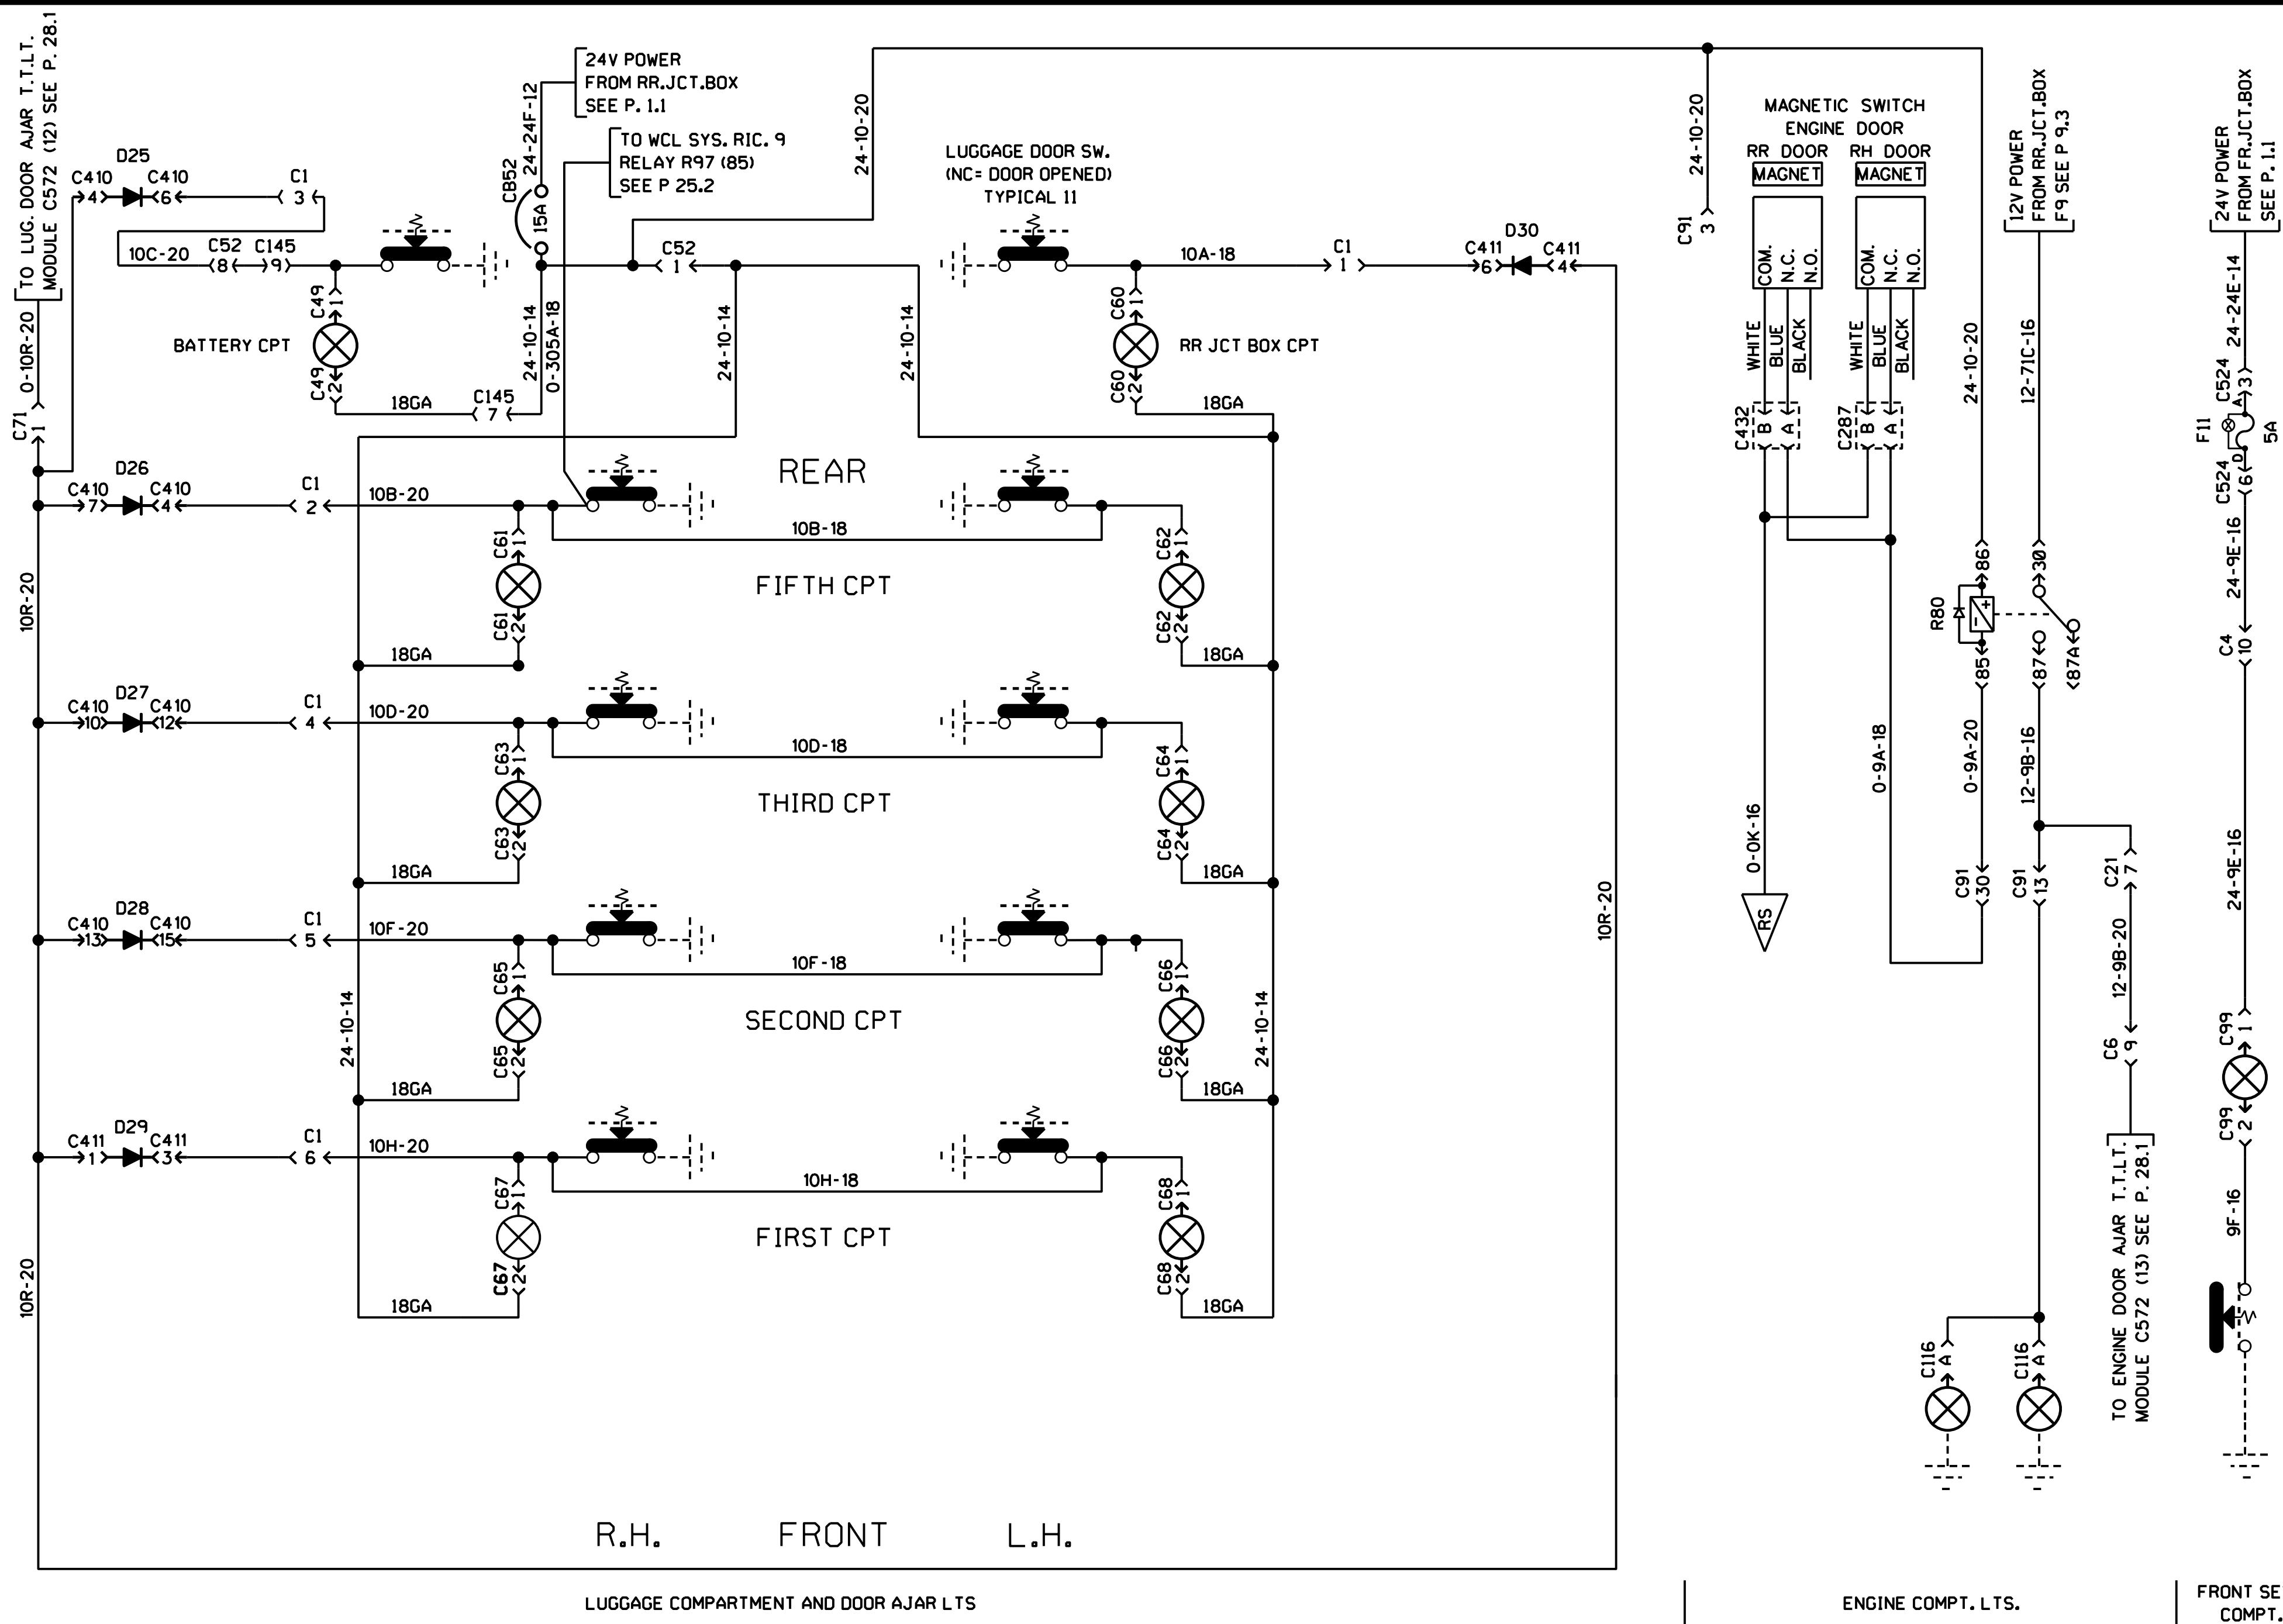 TO LUG. DOOR AJAR T.T.LT.
MODULE C572 (12) SEE P. 28.1
0-10R-20
C71
1
10R-20
10R-20
D25
C410
4
C410
6
C1
3
10C-20
C52
8
C145
9
C49
1
BATTERY CPT
C49
2
18GA
C145
7
24V POWER
FROM RR.JCT.BOX
SEE P. 1.1
24-24F-12
CB52
15A
TO WCL SYS. RIC. 9
RELAY R97 (85)
SEE P 25.2
24-10-14
0-305A-18
C52
1
24-10-14
24-10-14
24-10-20
LUGGAGE DOOR SW.
(NC= DOOR OPENED)
TYPICAL 11
10A-18
C1
1
D30
C411
6
C411
4
C60
1
RR JCT BOX CPT
C60
2
18GA
REAR
D26
C410
7
C410
4
C1
2
10B-20
10B-18
C61
1
C61
2
18GA
FIFTH CPT
C62
1
C62
2
18GA
D27
C410
10
C410
12
C1
4
10D-20
10D-18
C63
1
C63
2
18GA
THIRD CPT
C64
1
C64
2
18GA
D28
C410
13
C410
15
C1
5
10F-20
10F-18
C65
1
C65
2
18GA
SECOND CPT
C66
1
C66
2
18GA
24-10-14
24-10-14
D29
C411
1
C411
3
C1
6
10H-20
10H-18
C67
1
C67
2
18GA
FIRST CPT
C68
1
C68
2
18GA
10R-20
R.H. FRONT L.H.
LUGGAGE COMPARTMENT AND DOOR AJAR LTS
24-10-20
C91
3
MAGNETIC SWITCH
ENGINE DOOR
RR DOOR RH DOOR
MAGNET MAGNET
COM.
N.C.
N.O.
COM.
N.C.
N.O.
WHITE
BLUE
BLACK
WHITE
BLUE
BLACK
C432
B
A
C287
B
A
0-0K-16
RS
0-9A-18
24-10-20
12V POWER
FROM RR.JCT.BOX
F9 SEE P 9.3
12-71C-16
R80
86
30
+
-
85
87
87A
0-9A-20
12-9B-16
C91
30
C91
13
C21
7
12-9B-20
C6
9
TO ENGINE DOOR AJAR T.T.LT.
MODULE C572 (13) SEE P. 28.1
C116
A
C116
A
ENGINE COMPT. LTS.
24V POWER
FROM FR.JCT.BOX
SEE P. 1.1
24-24E-14
C524
3
A
F11
5A
D
C524
6
24-9E-16
C4
10
24-9E-16
C99
1
C99
2
9F-16
FRONT SE
COMPT.